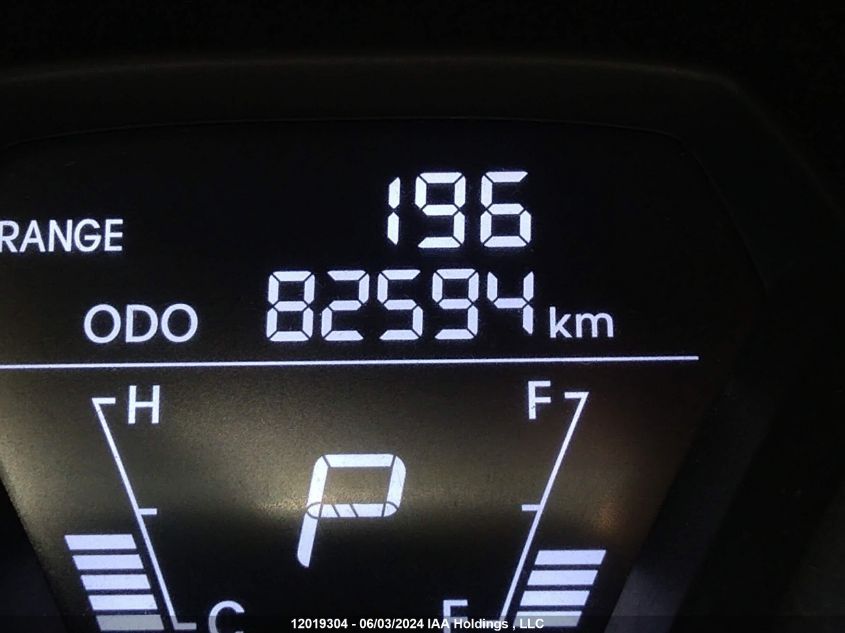 RANGE 196
ODO 82594 km
H F
P
C E
12019304 - 06/03/2024 IAA Holdings , LLC